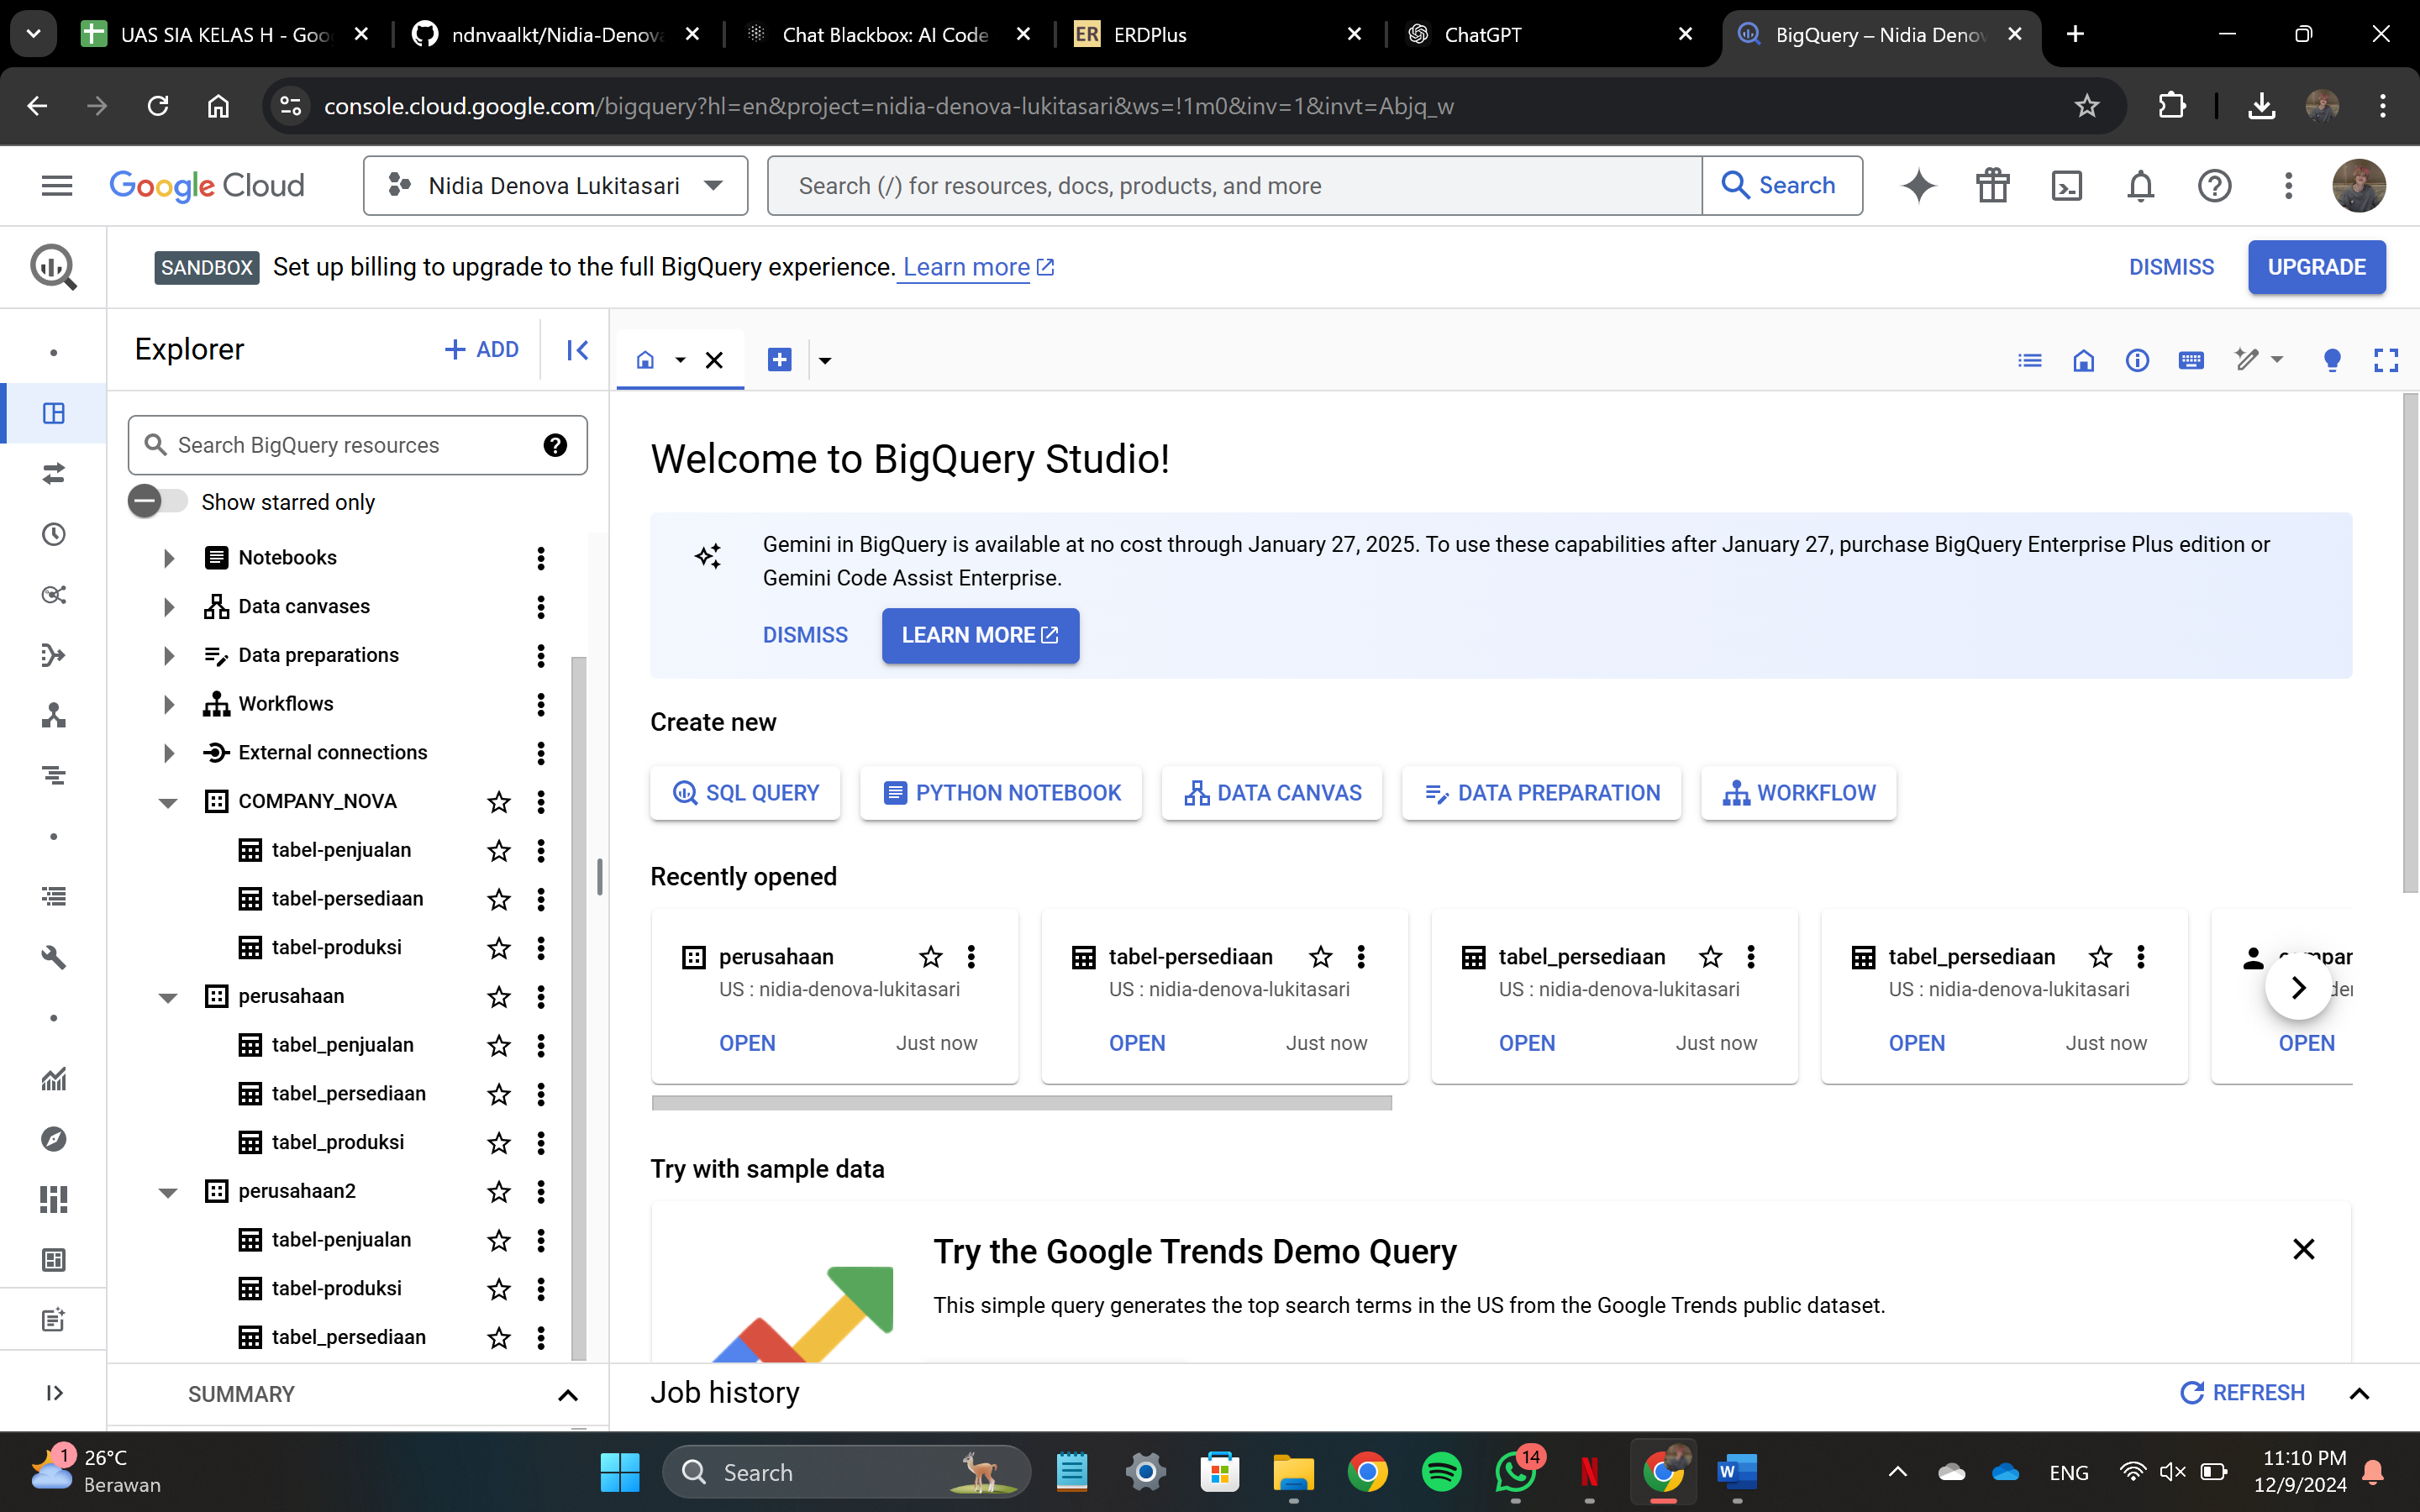 UAS SIA KELAS H - Goo
ndnvaalkt/Nidia-Denova
Chat Blackbox: AI Code
ER ERDPlus
ChatGPT
BigQuery – Nidia Deno
console.cloud.google.com/bigquery?hl=en&project=nidia-denova-lukitasari&ws=!1m0&inv=1&invt=Abjq_w
Google Cloud
Nidia Denova Lukitasari
Search (/) for resources, docs, products, and more
Search
SANDBOX Set up billing to upgrade to the full BigQuery experience. Learn more
DISMISS
UPGRADE
Explorer
+ ADD
Search BigQuery resources
Show starred only
Notebooks
Data canvases
Data preparations
Workflows
External connections
COMPANY_NOVA
tabel-penjualan
tabel-persediaan
tabel-produksi
perusahaan
tabel_penjualan
tabel_persediaan
tabel_produksi
perusahaan2
tabel-penjualan
tabel-produksi
tabel_persediaan
SUMMARY
Welcome to BigQuery Studio!
Gemini in BigQuery is available at no cost through January 27, 2025. To use these capabilities after January 27, purchase BigQuery Enterprise Plus edition or
Gemini Code Assist Enterprise.
DISMISS
LEARN MORE
Create new
SQL QUERY
PYTHON NOTEBOOK
DATA CANVAS
DATA PREPARATION
WORKFLOW
Recently opened
perusahaan
US : nidia-denova-lukitasari
OPEN
Just now
tabel-persediaan
US : nidia-denova-lukitasari
OPEN
Just now
tabel_persediaan
US : nidia-denova-lukitasari
OPEN
Just now
tabel_persediaan
US : nidia-denova-lukitasari
OPEN
Just now
OPEN
Try with sample data
Try the Google Trends Demo Query
This simple query generates the top search terms in the US from the Google Trends public dataset.
Job history
REFRESH
1
26°C
Berawan
Search
14
ENG
11:10 PM
12/9/2024